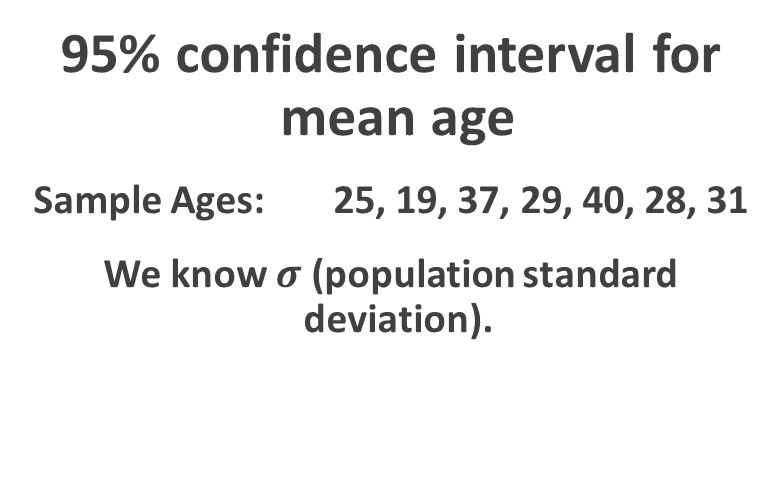 95% confidence interval for
mean age
Sample Ages: 25, 19, 37, 29, 40, 28, 31
We know σ (population standard
deviation).